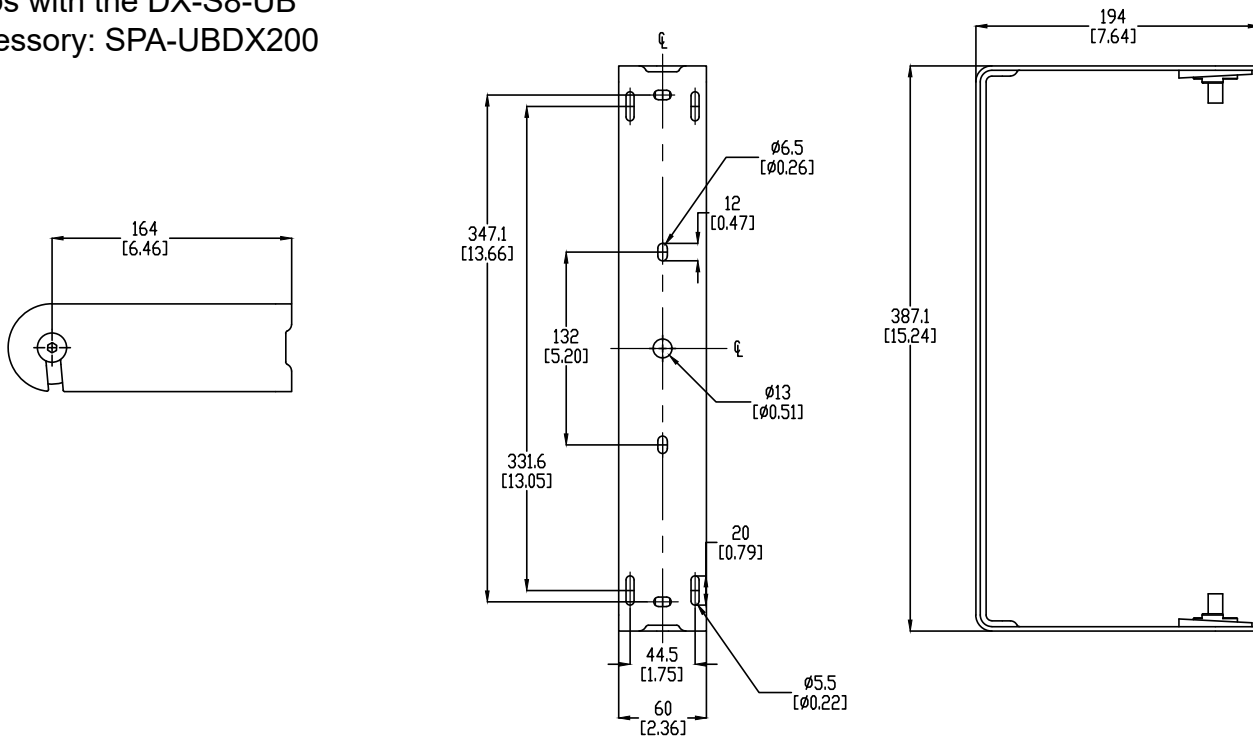 with the DX-S8-UB
SPA-UBDX200
194
[7.64]
℄
Ø6.5
[Ø0.26]
12
[0.47]
164
[6.46]
347.1
[13.66]
387.1
[15.24]
132
[5.20]
℄
Ø13
[Ø0.51]
331.6
[13.05]
20
[0.79]
44.5
[1.75]
Ø5.5
[Ø0.22]
60
[2.36]